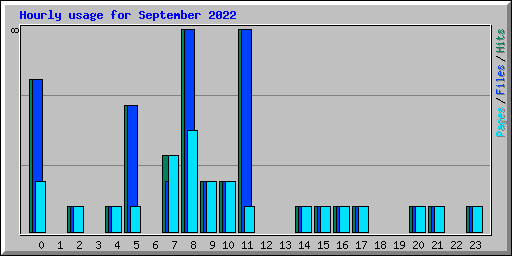 Hourly usage for September 2022
8
Pages/Files/Hits
0 1 2 3 4 5 6 7 8 9 10 11 12 13 14 15 16 17 18 19 20 21 22 23